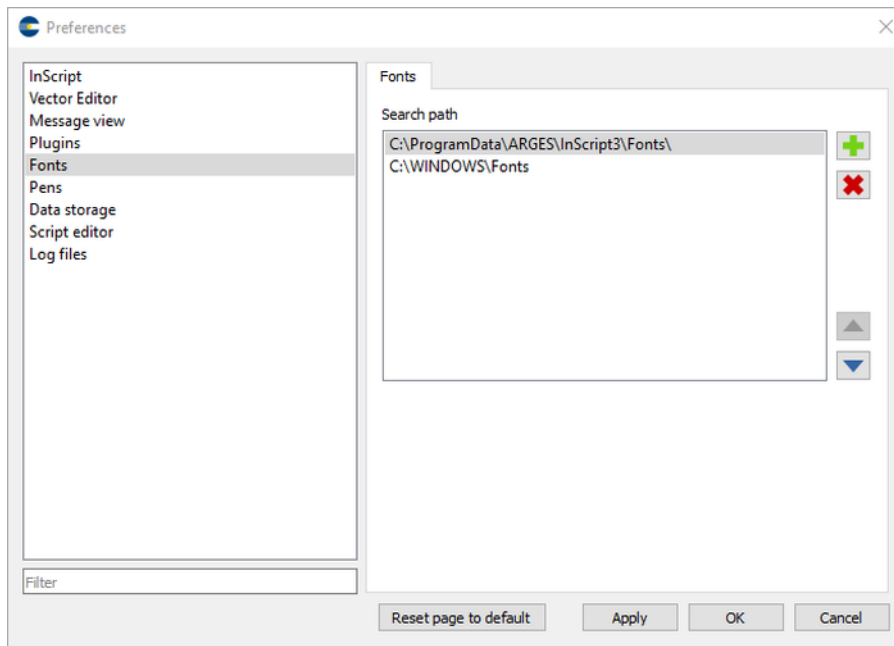 Preferences
InScript
Vector Editor
Message view
Plugins
Fonts
Pens
Data storage
Script editor
Log files
Filter
Fonts
Search path
C:\ProgramData\ARGES\InScript3\Fonts\
C:\WINDOWS\Fonts
Reset page to default
Apply
OK
Cancel